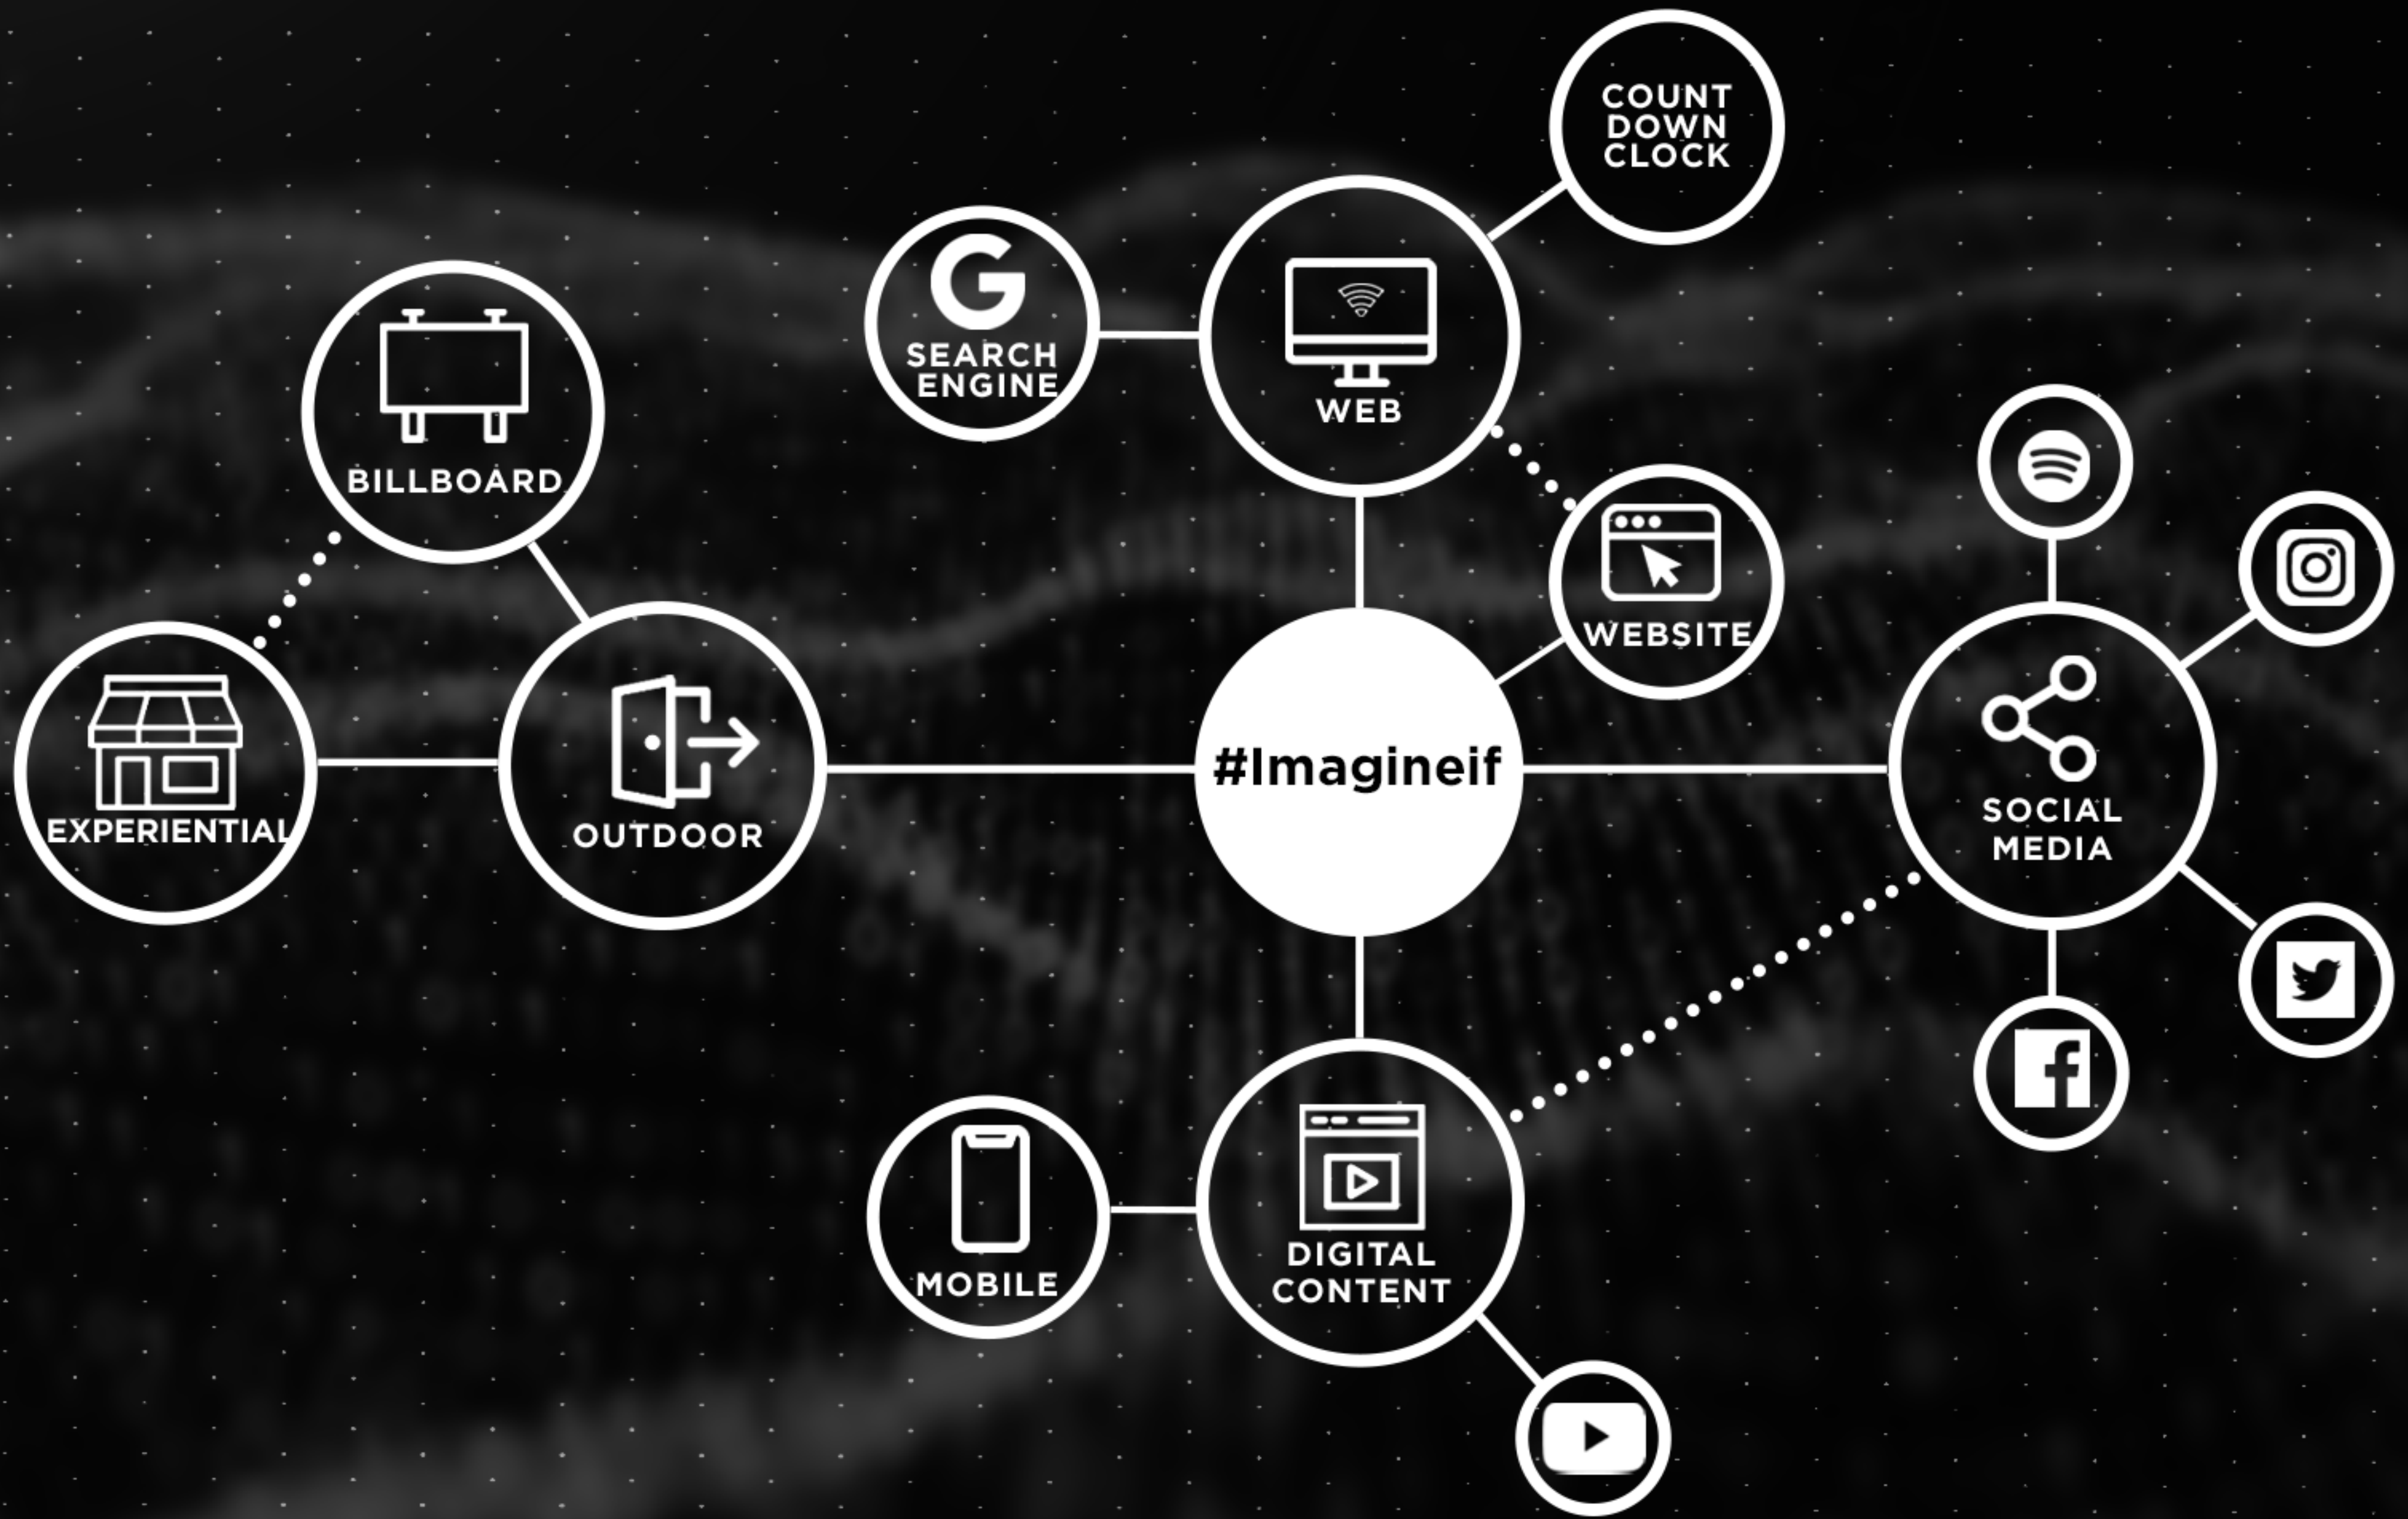 COUNT
DOWN
CLOCK
SEARCH
ENGINE
WEB
BILLBOARD
WEBSITE
EXPERIENTIAL
OUTDOOR
#Imagineif
SOCIAL
MEDIA
MOBILE
DIGITAL
CONTENT